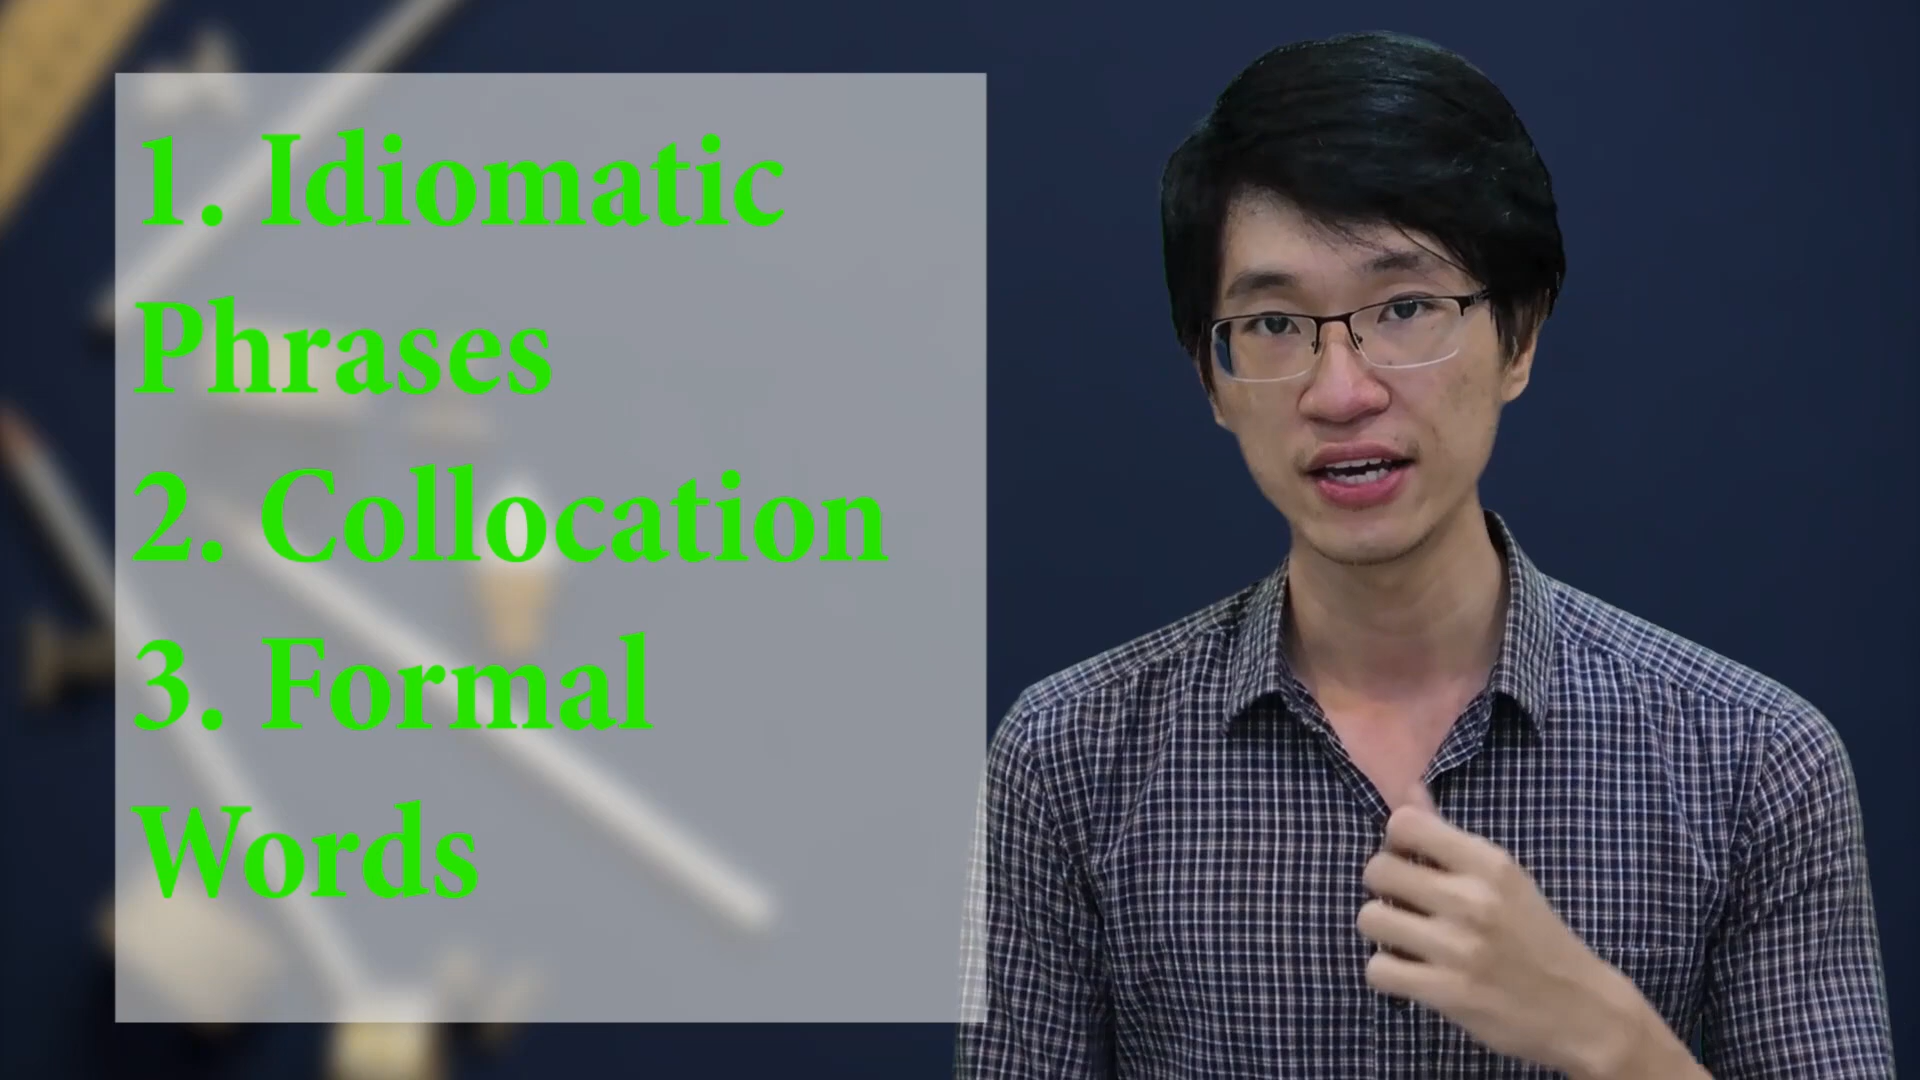 1. Idiomatic
Phrases
2. Collocation
3. Formal
Words